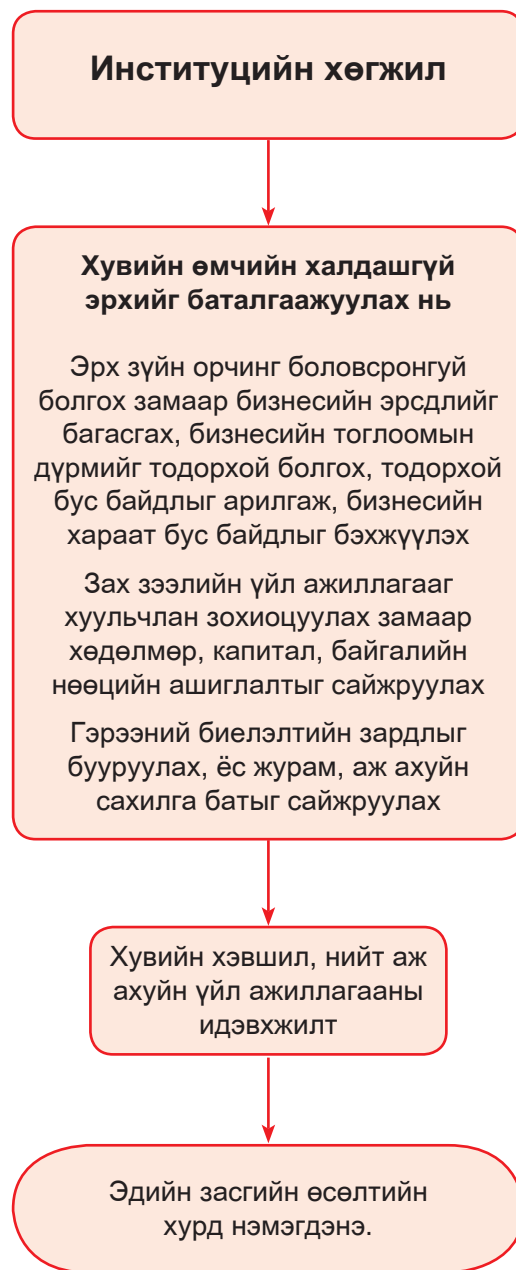 Институцийн хөгжил
Хувийн өмчийн халдашгүй
эрхийг баталгаажуулах нь
Эрх зүйн орчинг боловсронгуй
болгох замаар бизнесийн эрсдлийг
багасгах, бизнесийн тоглоомын
дүрмийг тодорхой болгох, тодорхой
бус байдлыг арилгаж, бизнесийн
хараат бус байдлыг бэхжүүлэх
Зах зээлийн үйл ажиллагааг
хуульчлан зохиоцуулах замаар
хөдөлмөр, капитал, байгалийн
нөөцийн ашиглалтыг сайжруулах
Гэрээний биелэлтийн зардлыг
бууруулах, ёс журам, аж ахуйн
сахилга батыг сайжруулах
Хувийн хэвшил, нийт аж
ахуйн үйл ажиллагааны
идэвхжилт
Эдийн засгийн өсөлтийн
хурд нэмэгдэнэ.